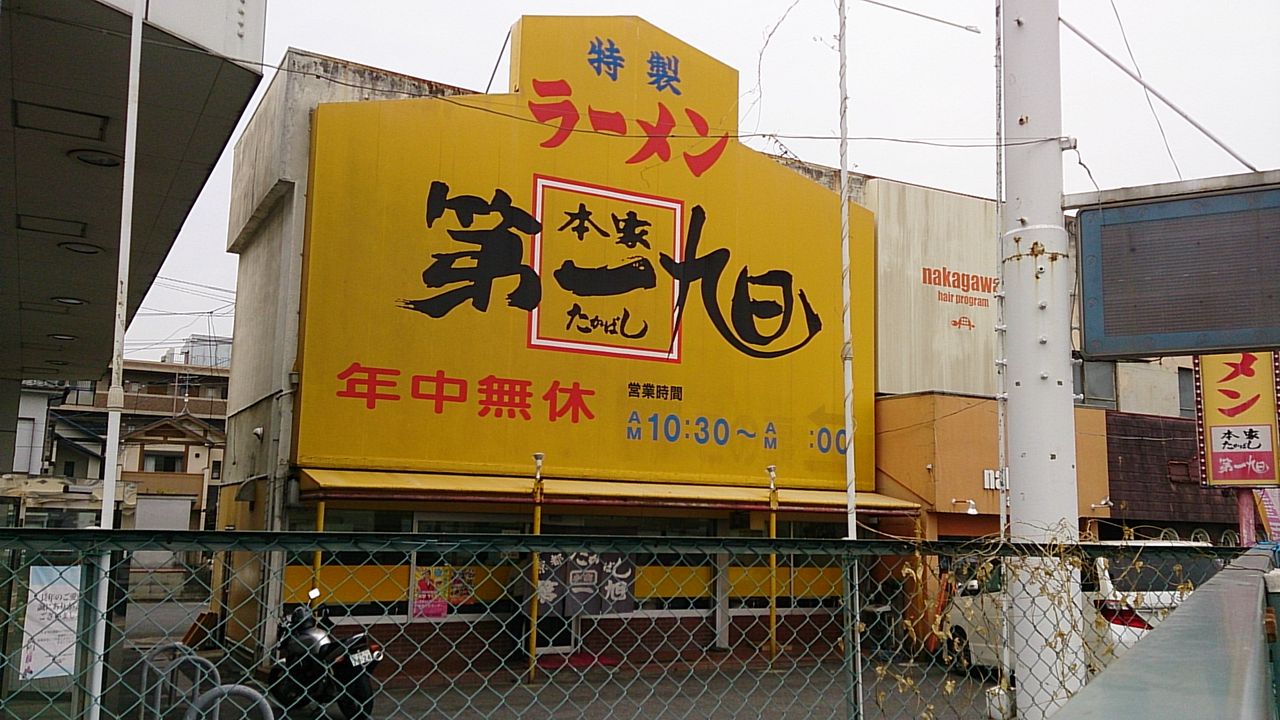 特製
ラーメン
本家
第一旭
たかばし
年中無休
営業時間
AM10:30~AM :00
nakagawa
hair program
na
メン
本家
たかばし
第一旭
たかばし
第一旭